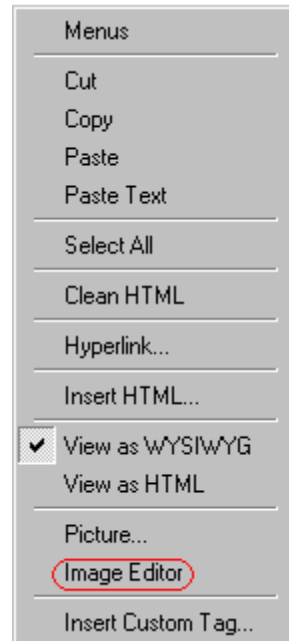 Menus
Cut
Copy
Paste
Paste Text
Select All
Clean HTML
Hyperlink...
Insert HTML...
View as WYSIWYG
View as HTML
Picture...
Image Editor
Insert Custom Tag...